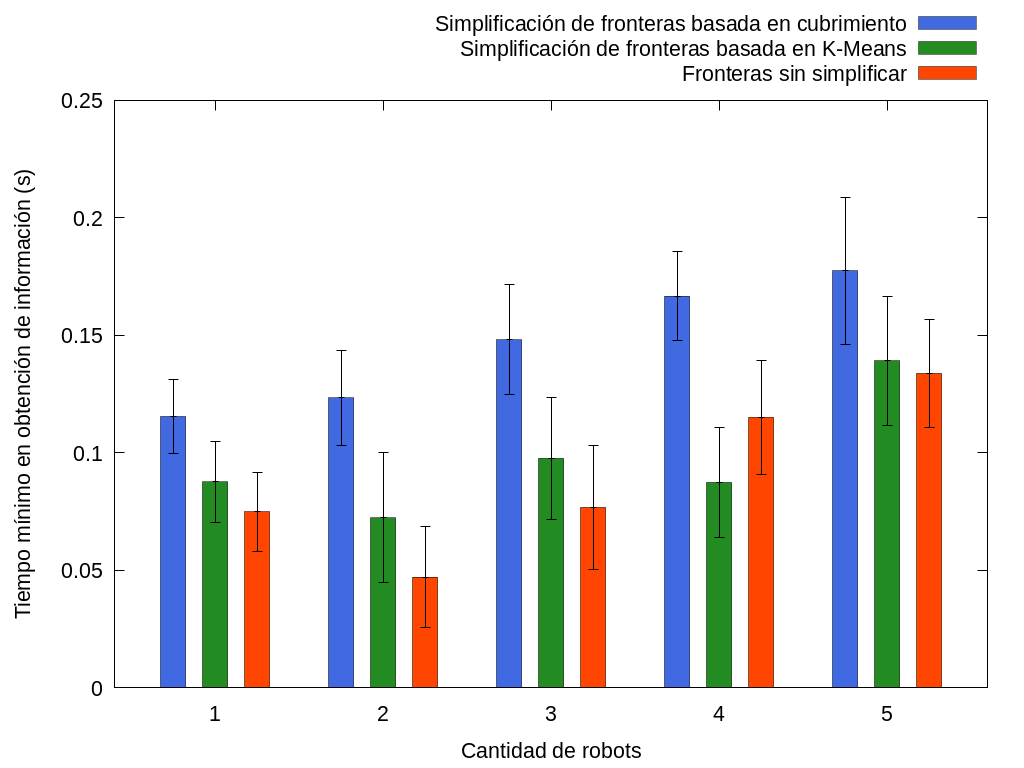 Simplificación de fronteras basada en cubrimiento
Simplificación de fronteras basada en K-Means
Fronteras sin simplificar
0.25
0.2
0.15
0.1
0.05
0
Tiempo mínimo en obtención de información (s)
1 2 3 4 5
Cantidad de robots